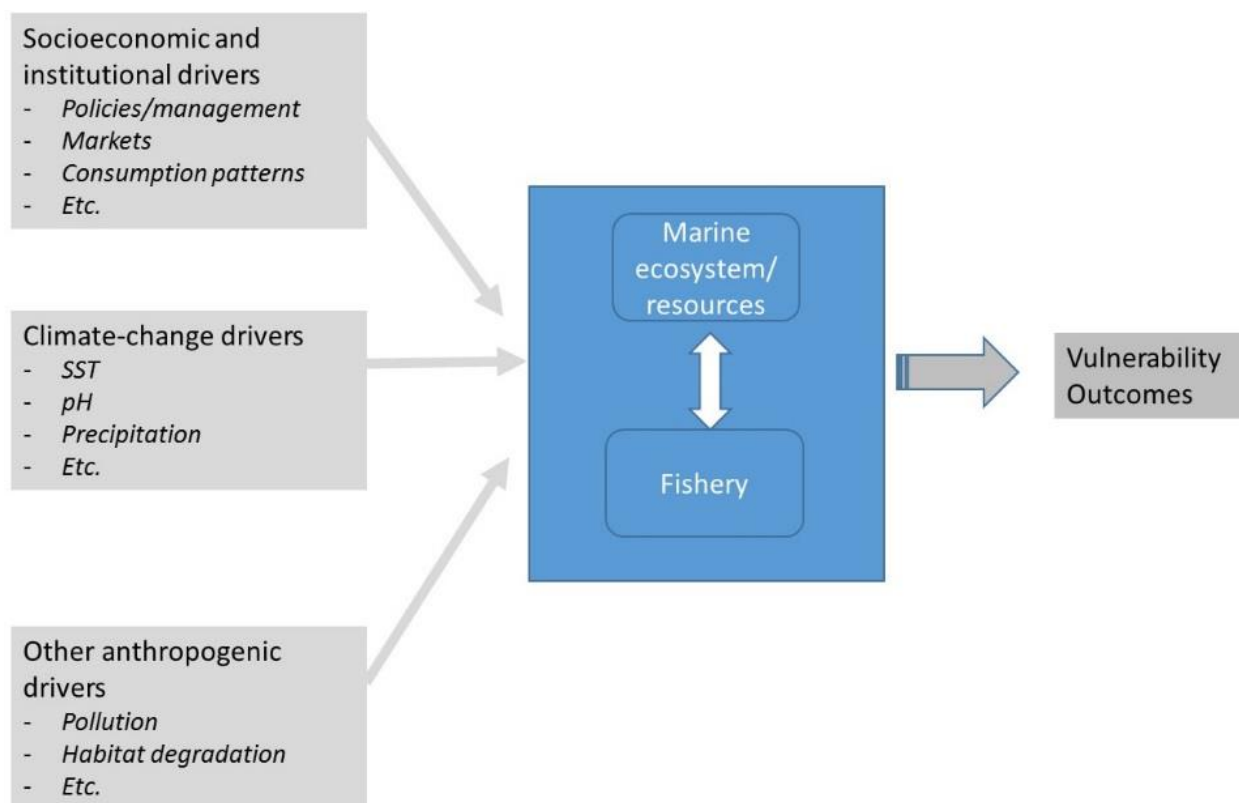 Socioeconomic and
institutional drivers
- Policies/management
- Markets
- Consumption patterns
- Etc.
Climate-change drivers
- SST
- pH
- Precipitation
- Etc.
Other anthropogenic
drivers
- Pollution
- Habitat degradation
- Etc.
Marine
ecosystem/
resources
Fishery
Vulnerability
Outcomes